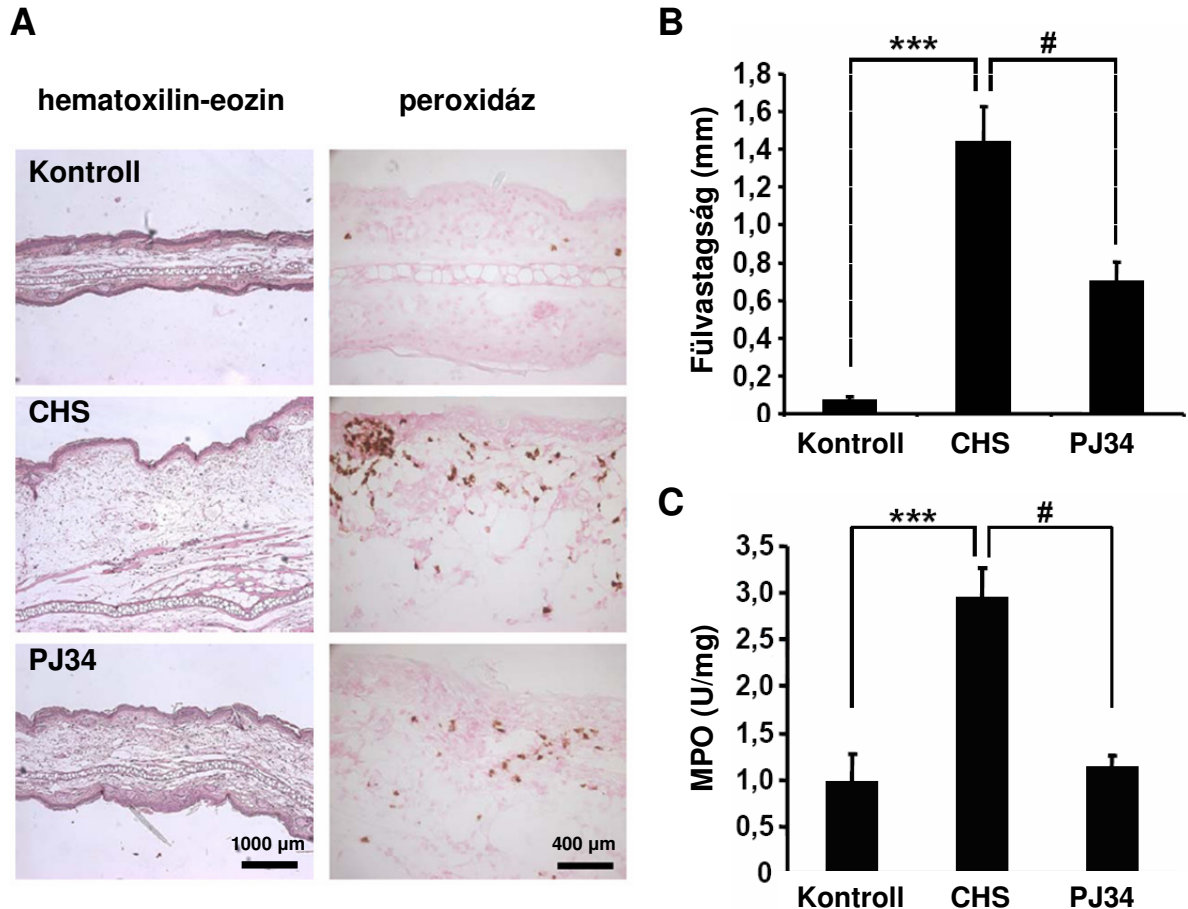 A
hematoxilin-eozin
peroxidáz
Kontroll
CHS
PJ34
1000 µm
400 µm
B
***
#
Fülvastagság (mm)
1,8
1,6
1,4
1,2
1,0
0,8
0,6
0,4
0,2
0
Kontroll
CHS
PJ34
C
***
#
MPO (U/mg)
3,5
3,0
2,5
2,0
1,5
1,0
0,5
0
Kontroll
CHS
PJ34